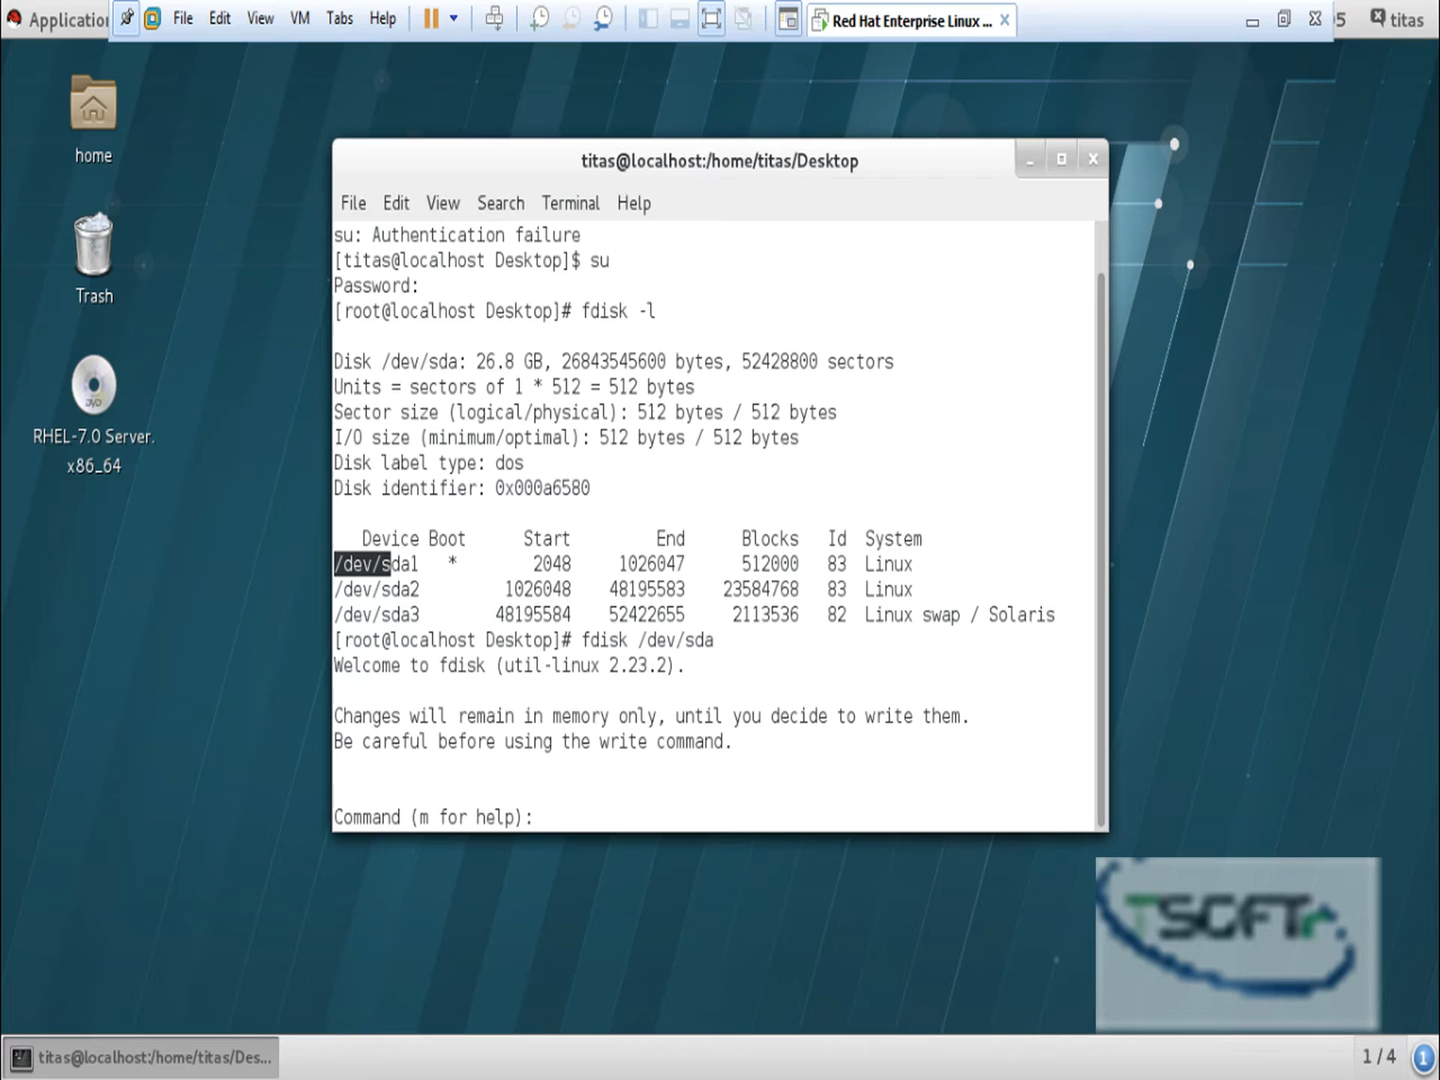 Application
File Edit View VM Tabs Help
Red Hat Enterprise Linux ...
5
titas
home
Trash
DVD
RHEL-7.0 Server.
x86_64
titas@localhost:/home/titas/Desktop
File Edit View Search Terminal Help
su: Authentication failure
[titas@localhost Desktop]$ su
Password:
[root@localhost Desktop]# fdisk -l
Disk /dev/sda: 26.8 GB, 26843545600 bytes, 52428800 sectors
Units = sectors of 1 * 512 = 512 bytes
Sector size (logical/physical): 512 bytes / 512 bytes
I/O size (minimum/optimal): 512 bytes / 512 bytes
Disk label type: dos
Disk identifier: 0x000a6580
Device Boot Start End Blocks Id System
/dev/sda1 * 2048 1026047 512000 83 Linux
/dev/sda2 1026048 48195583 23584768 83 Linux
/dev/sda3 48195584 52422655 2113536 82 Linux swap / Solaris
[root@localhost Desktop]# fdisk /dev/sda
Welcome to fdisk (util-linux 2.23.2).
Changes will remain in memory only, until you decide to write them.
Be careful before using the write command.
Command (m for help):
titas@localhost:/home/titas/Des...
1 / 4
1